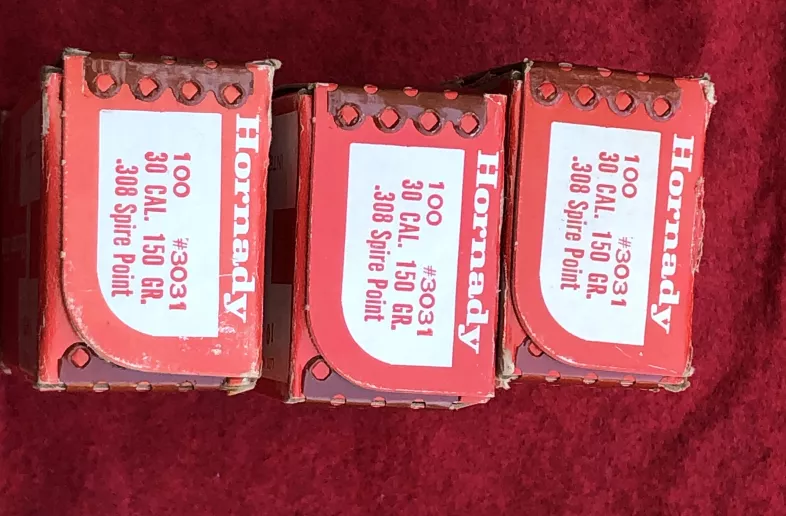 Hornady
100 #3031
30 CAL. 150 GR.
.308 Spire Point
Hornady
100 #3031
30 CAL. 150 GR.
.308 Spire Point
Hornady
100 #3031
30 CAL. 150 GR.
.308 Spire Point